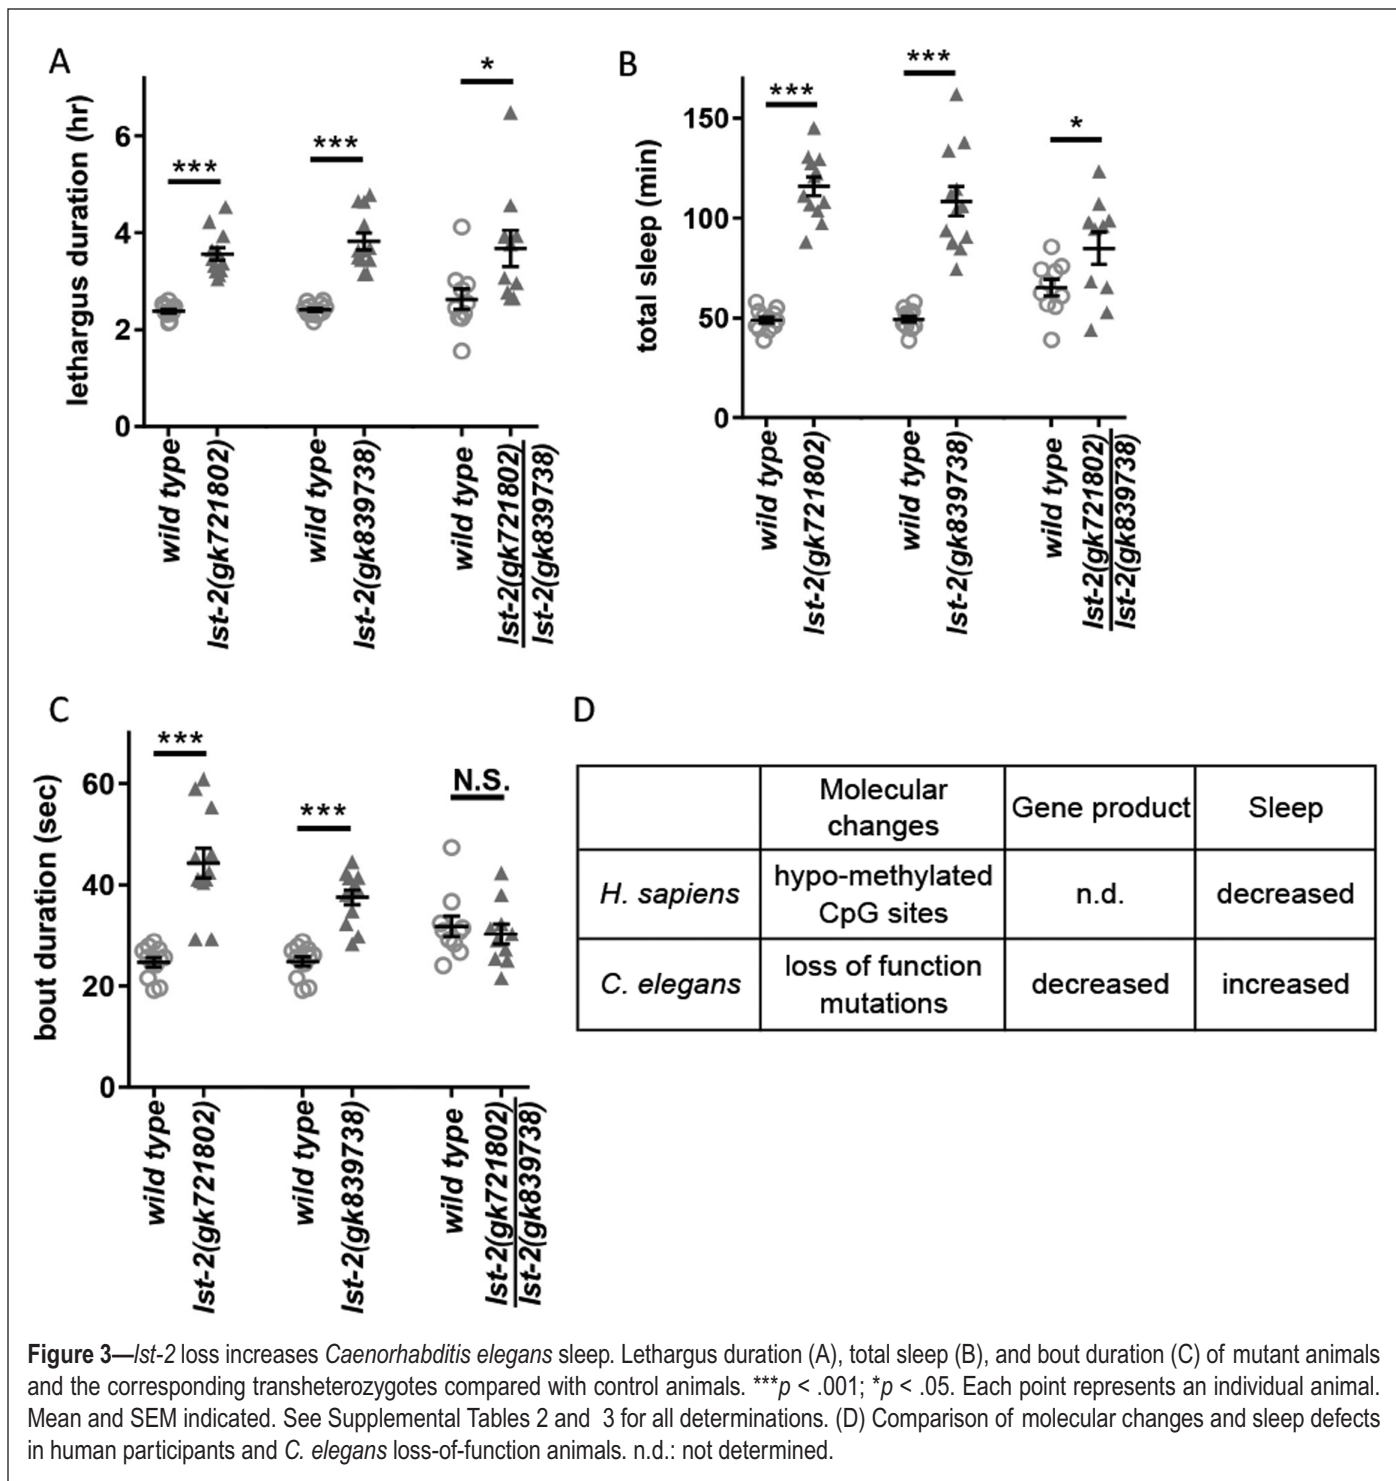 A
lethargus duration (hr)
6
4
2
0
***
***
*
wild type
lst-2(gk721802)
wild type
lst-2(gk839738)
wild type
lst-2(gk721802)
lst-2(gk839738)
B
total sleep (min)
150
100
50
0
***
***
*
wild type
lst-2(gk721802)
wild type
lst-2(gk839738)
wild type
lst-2(gk721802)
lst-2(gk839738)
C
bout duration (sec)
60
40
20
0
***
***
N.S.
wild type
lst-2(gk721802)
wild type
lst-2(gk839738)
wild type
lst-2(gk721802)
lst-2(gk839738)
D
Molecular
changes
Gene product
Sleep
H. sapiens
hypo-methylated
CpG sites
n.d.
decreased
C. elegans
loss of function
mutations
decreased
increased
Figure 3—lst-2 loss increases Caenorhabditis elegans sleep. Lethargus duration (A), total sleep (B), and bout duration (C) of mutant animals
and the corresponding transheterozygotes compared with control animals. ***p < .001; *p < .05. Each point represents an individual animal.
Mean and SEM indicated. See Supplemental Tables 2 and 3 for all determinations. (D) Comparison of molecular changes and sleep defects
in human participants and C. elegans loss-of-function animals. n.d.: not determined.